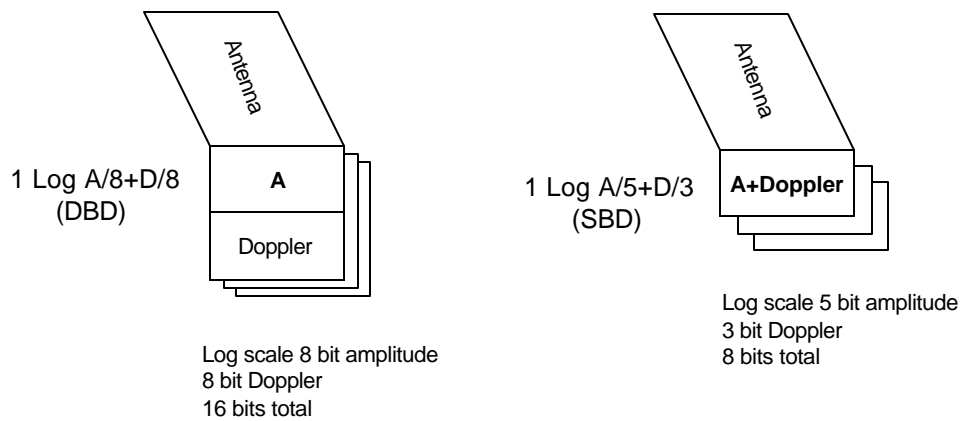 Antenna
1 Log A/8+D/8
(DBD)
A
Doppler
Log scale 8 bit amplitude
8 bit Doppler
16 bits total
Antenna
1 Log A/5+D/3
(SBD)
A+Doppler
Log scale 5 bit amplitude
3 bit Doppler
8 bits total